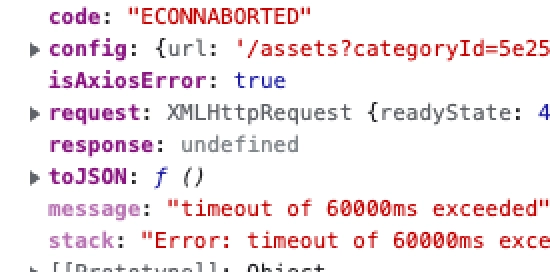 code: "ECONNABORTED"
config: {url: '/assets?categoryId=5e25
isAxiosError: true
request: XMLHttpRequest {readyState: 4
response: undefined
toJSON: ƒ ()
message: "timeout of 60000ms exceeded"
stack: "Error: timeout of 60000ms exce
[[Prototype]]: Object